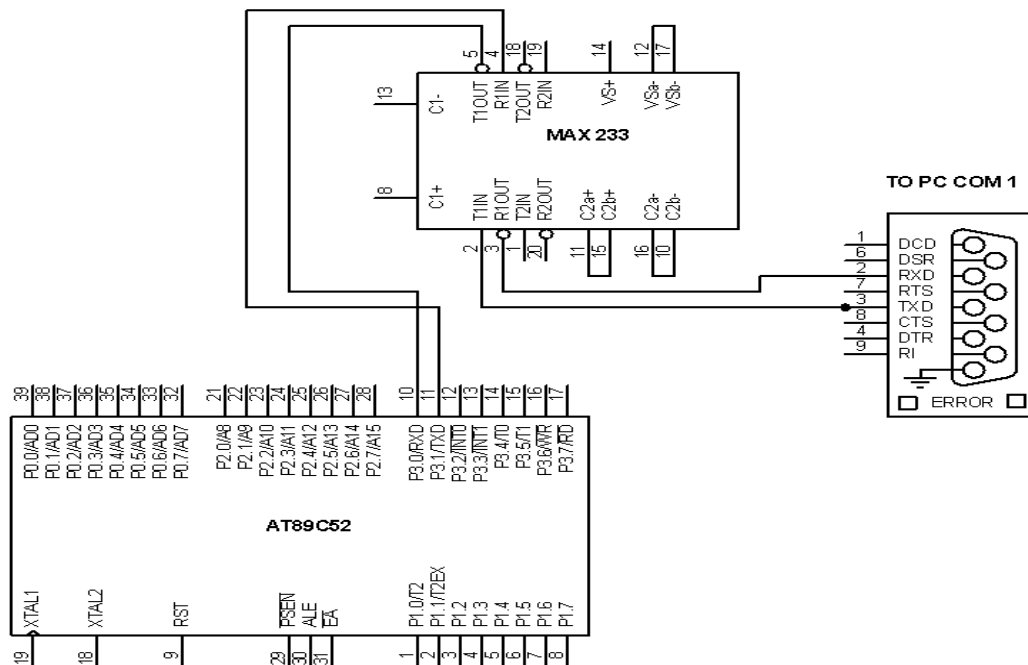 5 4 18 19 14 12 17
T1OUT R1IN T2OUT R2IN VS+ VSa- VSb-
13 C1-
MAX 233
8 C1+
T1IN R1OUT T2IN R2OUT C2a+ C2b+ C2a- C2b-
2 3 1 20 11 15 16 10
TO PC COM 1
1 DCD
6 DSR
2 RXD
7 RTS
3 TXD
8 CTS
4 DTR
9 RI
ERROR
39 38 37 36 35 34 33 32 21 22 23 24 25 26 27 28 10 11 12 13 14 15 16 17
P0.0/AD0 P0.1/AD1 P0.2/AD2 P0.3/AD3 P0.4/AD4 P0.5/AD5 P0.6/AD6 P0.7/AD7 P2.0/A8 P2.1/A9 P2.2/A10 P2.3/A11 P2.4/A12 P2.5/A13 P2.6/A14 P2.7/A15 P3.0/RXD P3.1/TXD P3.2/INT0 P3.3/INT1 P3.4/T0 P3.5/T1 P3.6/WR P3.7/RD
AT89C52
XTAL1 XTAL2 RST PSEN ALE EA P1.0/T2 P1.1/T2EX P1.2 P1.3 P1.4 P1.5 P1.6 P1.7
19 18 9 29 30 31 1 2 3 4 5 6 7 8